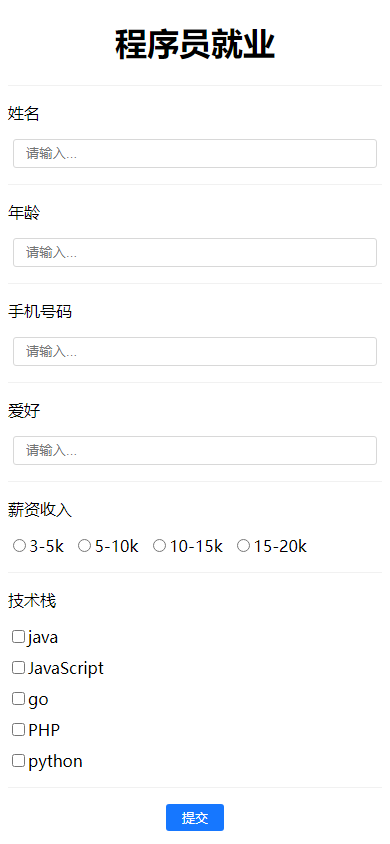 程序员就业
姓名
请输入...
年龄
请输入...
手机号码
请输入...
爱好
请输入...
薪资收入
3-5k 5-10k 10-15k 15-20k
技术栈
java
JavaScript
go
PHP
python
提交